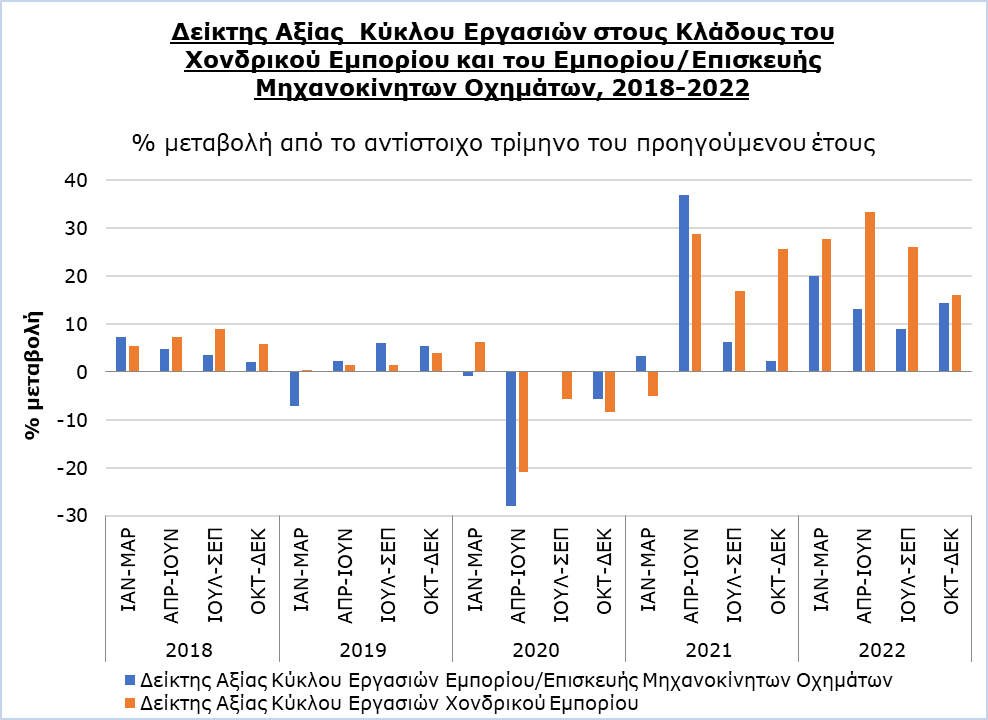 Δείκτης Αξίας  Κύκλου Εργασιών στους Κλάδους του
Χονδρικού Εμπορίου και του Εμπορίου/Επισκευής
Μηχανοκίνητων Οχημάτων, 2018-2022
% μεταβολή από το αντίστοιχο τρίμηνο του προηγούμενου έτους
% μεταβολή
40
30
20
10
0
-10
-20
-30
ΙΑΝ-ΜΑΡ
ΑΠΡ-ΙΟΥΝ
ΙΟΥΛ-ΣΕΠ
ΟΚΤ-ΔΕΚ
ΙΑΝ-ΜΑΡ
ΑΠΡ-ΙΟΥΝ
ΙΟΥΛ-ΣΕΠ
ΟΚΤ-ΔΕΚ
ΙΑΝ-ΜΑΡ
ΑΠΡ-ΙΟΥΝ
ΙΟΥΛ-ΣΕΠ
ΟΚΤ-ΔΕΚ
ΙΑΝ-ΜΑΡ
ΑΠΡ-ΙΟΥΝ
ΙΟΥΛ-ΣΕΠ
ΟΚΤ-ΔΕΚ
ΙΑΝ-ΜΑΡ
ΑΠΡ-ΙΟΥΝ
ΙΟΥΛ-ΣΕΠ
ΟΚΤ-ΔΕΚ
2018 2019 2020 2021 2022
Δείκτης Αξίας Κύκλου Εργασιών Εμπορίου/Επισκευής Μηχανοκίνητων Οχημάτων
Δείκτης Αξίας Κύκλου Εργασιών Χονδρικού Εμπορίου